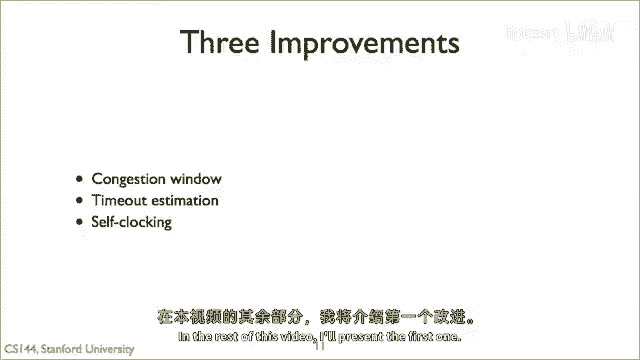 Three Improvements
• Congestion window
• Timeout estimation
• Self-clocking
在本视频的其余部分，我将介绍第一个改进。
In the rest of this video, I'll present the first one.
11
CS144, Stanford University